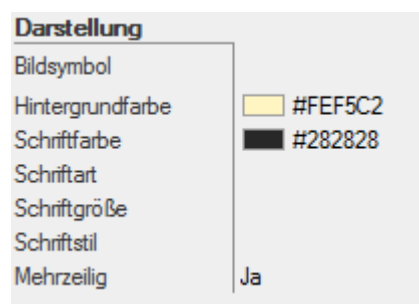 Darstellung
Bildsymbol
Hintergrundfarbe #FEF5C2
Schriftfarbe #282828
Schriftart
Schriftgröße
Schriftstil
Mehrzeilig Ja